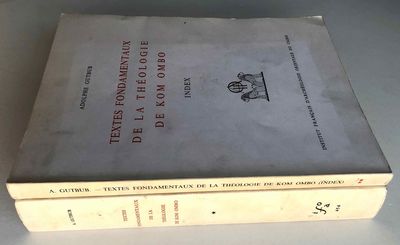 ADOLPHE GUTBUB
TEXTES FONDAMENTAUX
DE LA THÉOLOGIE
DE KOM OMBO
INDEX
INSTITUT FRANÇAIS D'ARCHÉOLOGIE ORIENTALE DU CAIRE
A. GUTBUB. — TEXTES FONDAMENTAUX DE LA THÉOLOGIE DE KOM OMBO (INDEX)
A. GUTBUB
TEXTES
FONDAMENTAUX
DE LA
THÉOLOGIE
DE KOM OMBO